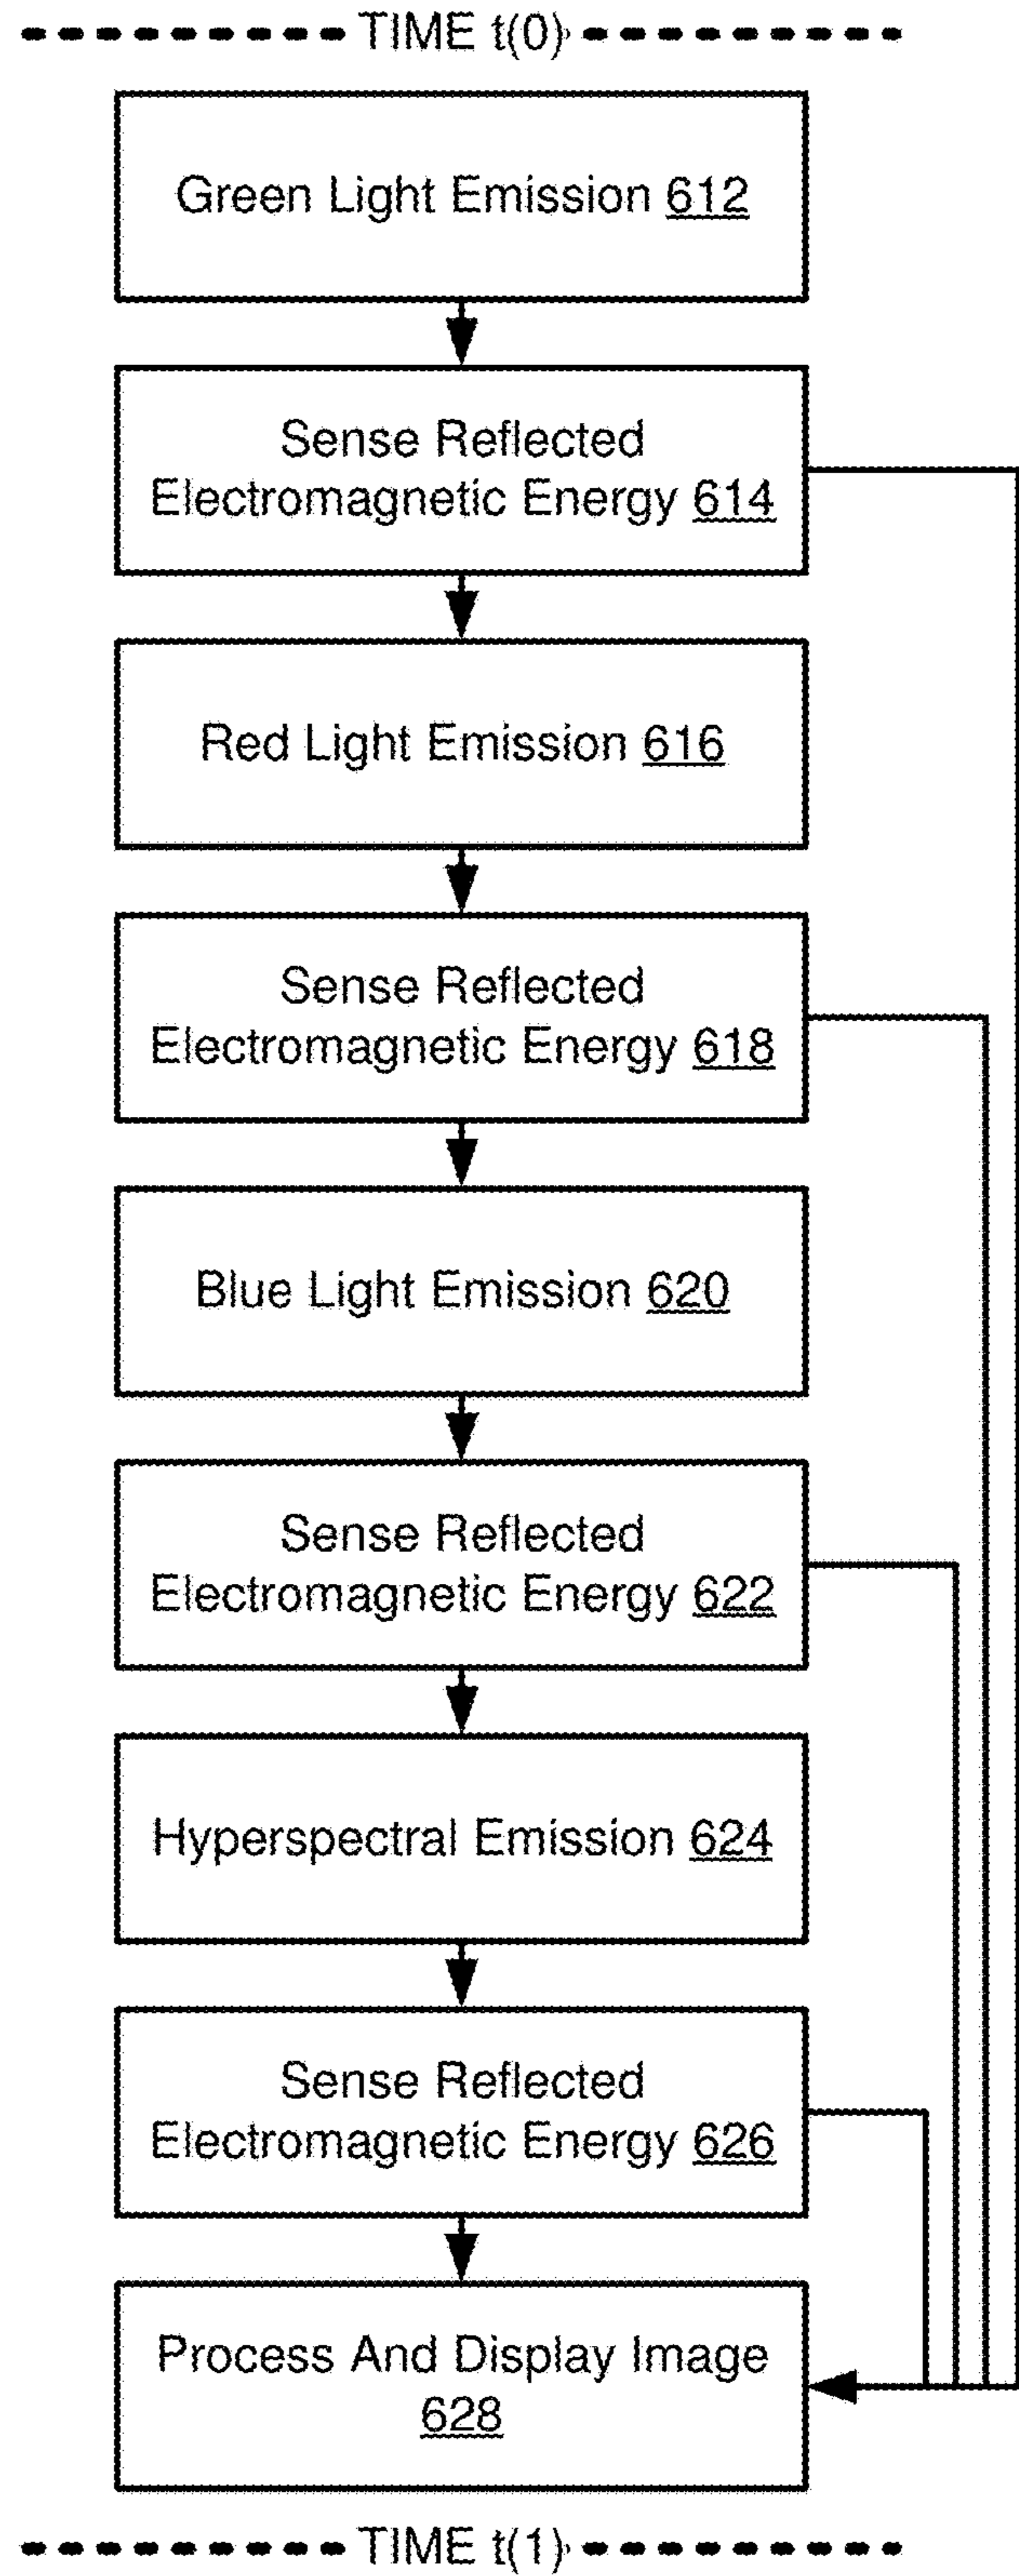 TIME t(0)
Green Light Emission 612
Sense Reflected
Electromagnetic Energy 614
Red Light Emission 616
Sense Reflected
Electromagnetic Energy 618
Blue Light Emission 620
Sense Reflected
Electromagnetic Energy 622
Hyperspectral Emission 624
Sense Reflected
Electromagnetic Energy 626
Process And Display Image
628
TIME t(1)